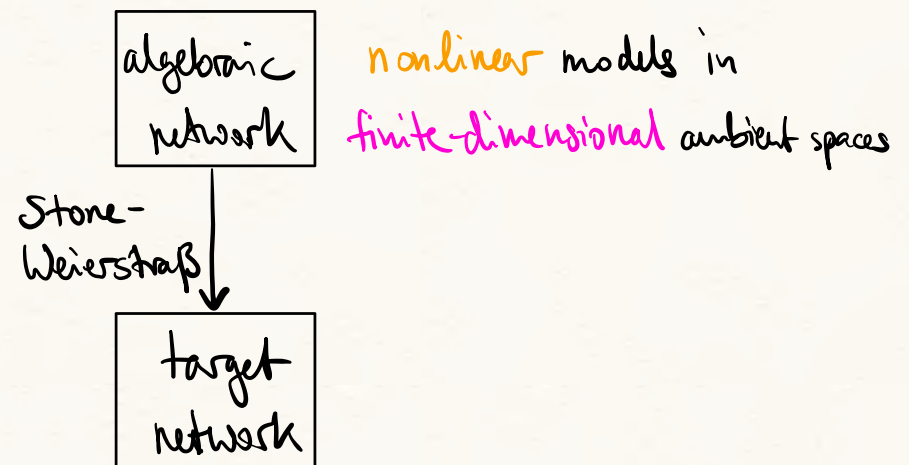 algebraic
network
nonlinear models in
finite-dimensional ambient spaces
Stone-
Weierstraß
target
network